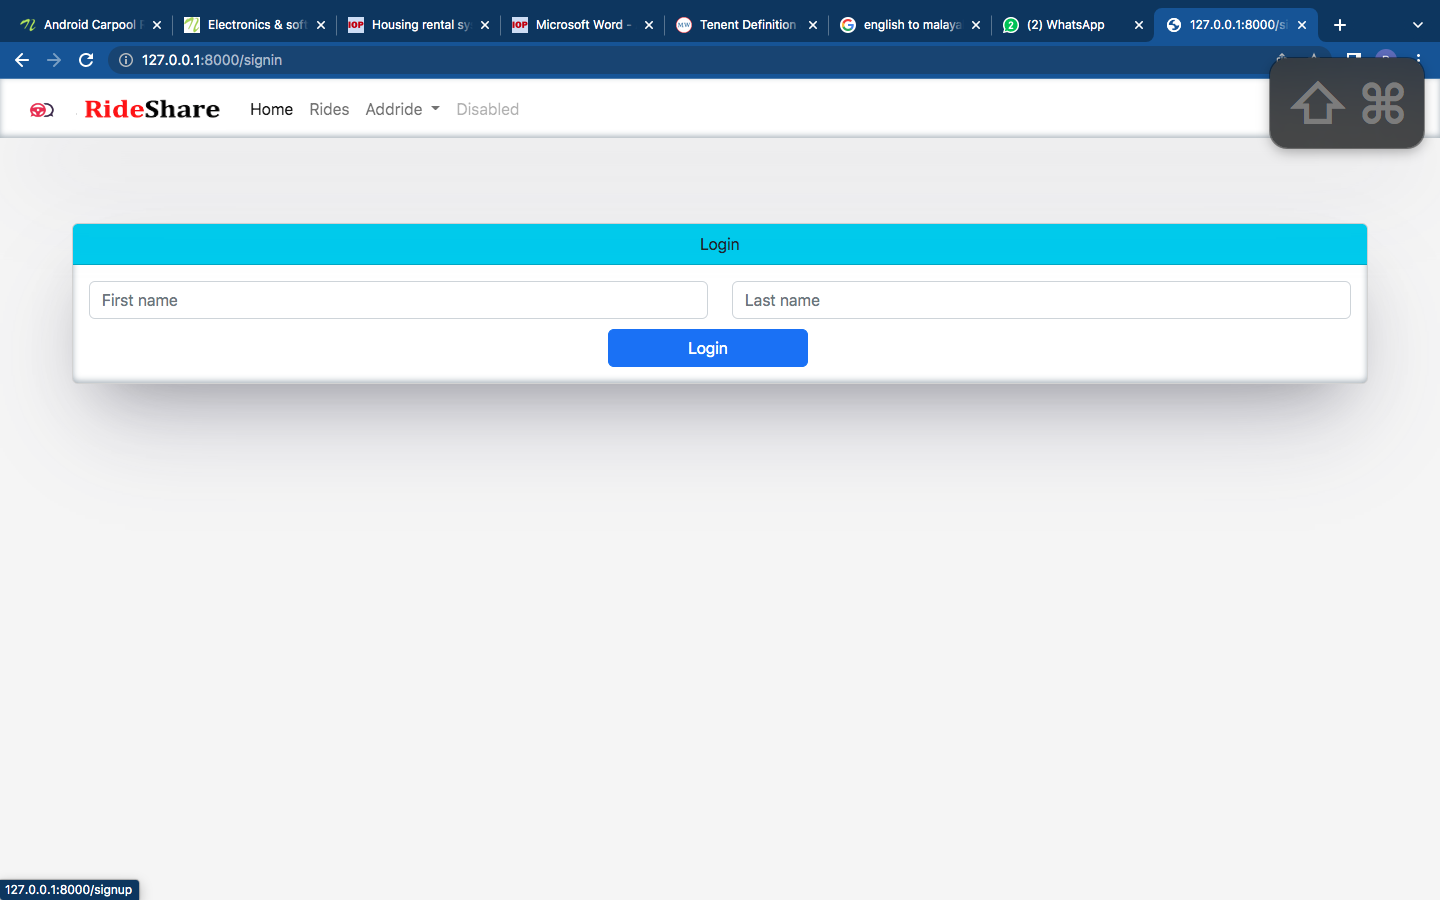 Android Carpool
Electronics & soft
Housing rental sy
Microsoft Word -
Tenent Definition
english to malaya
(2) WhatsApp
127.0.0.1:8000/si
127.0.0.1:8000/signin
RideShare
Home
Rides
Addride
Disabled
Login
First name
Last name
Login
127.0.0.1:8000/signup